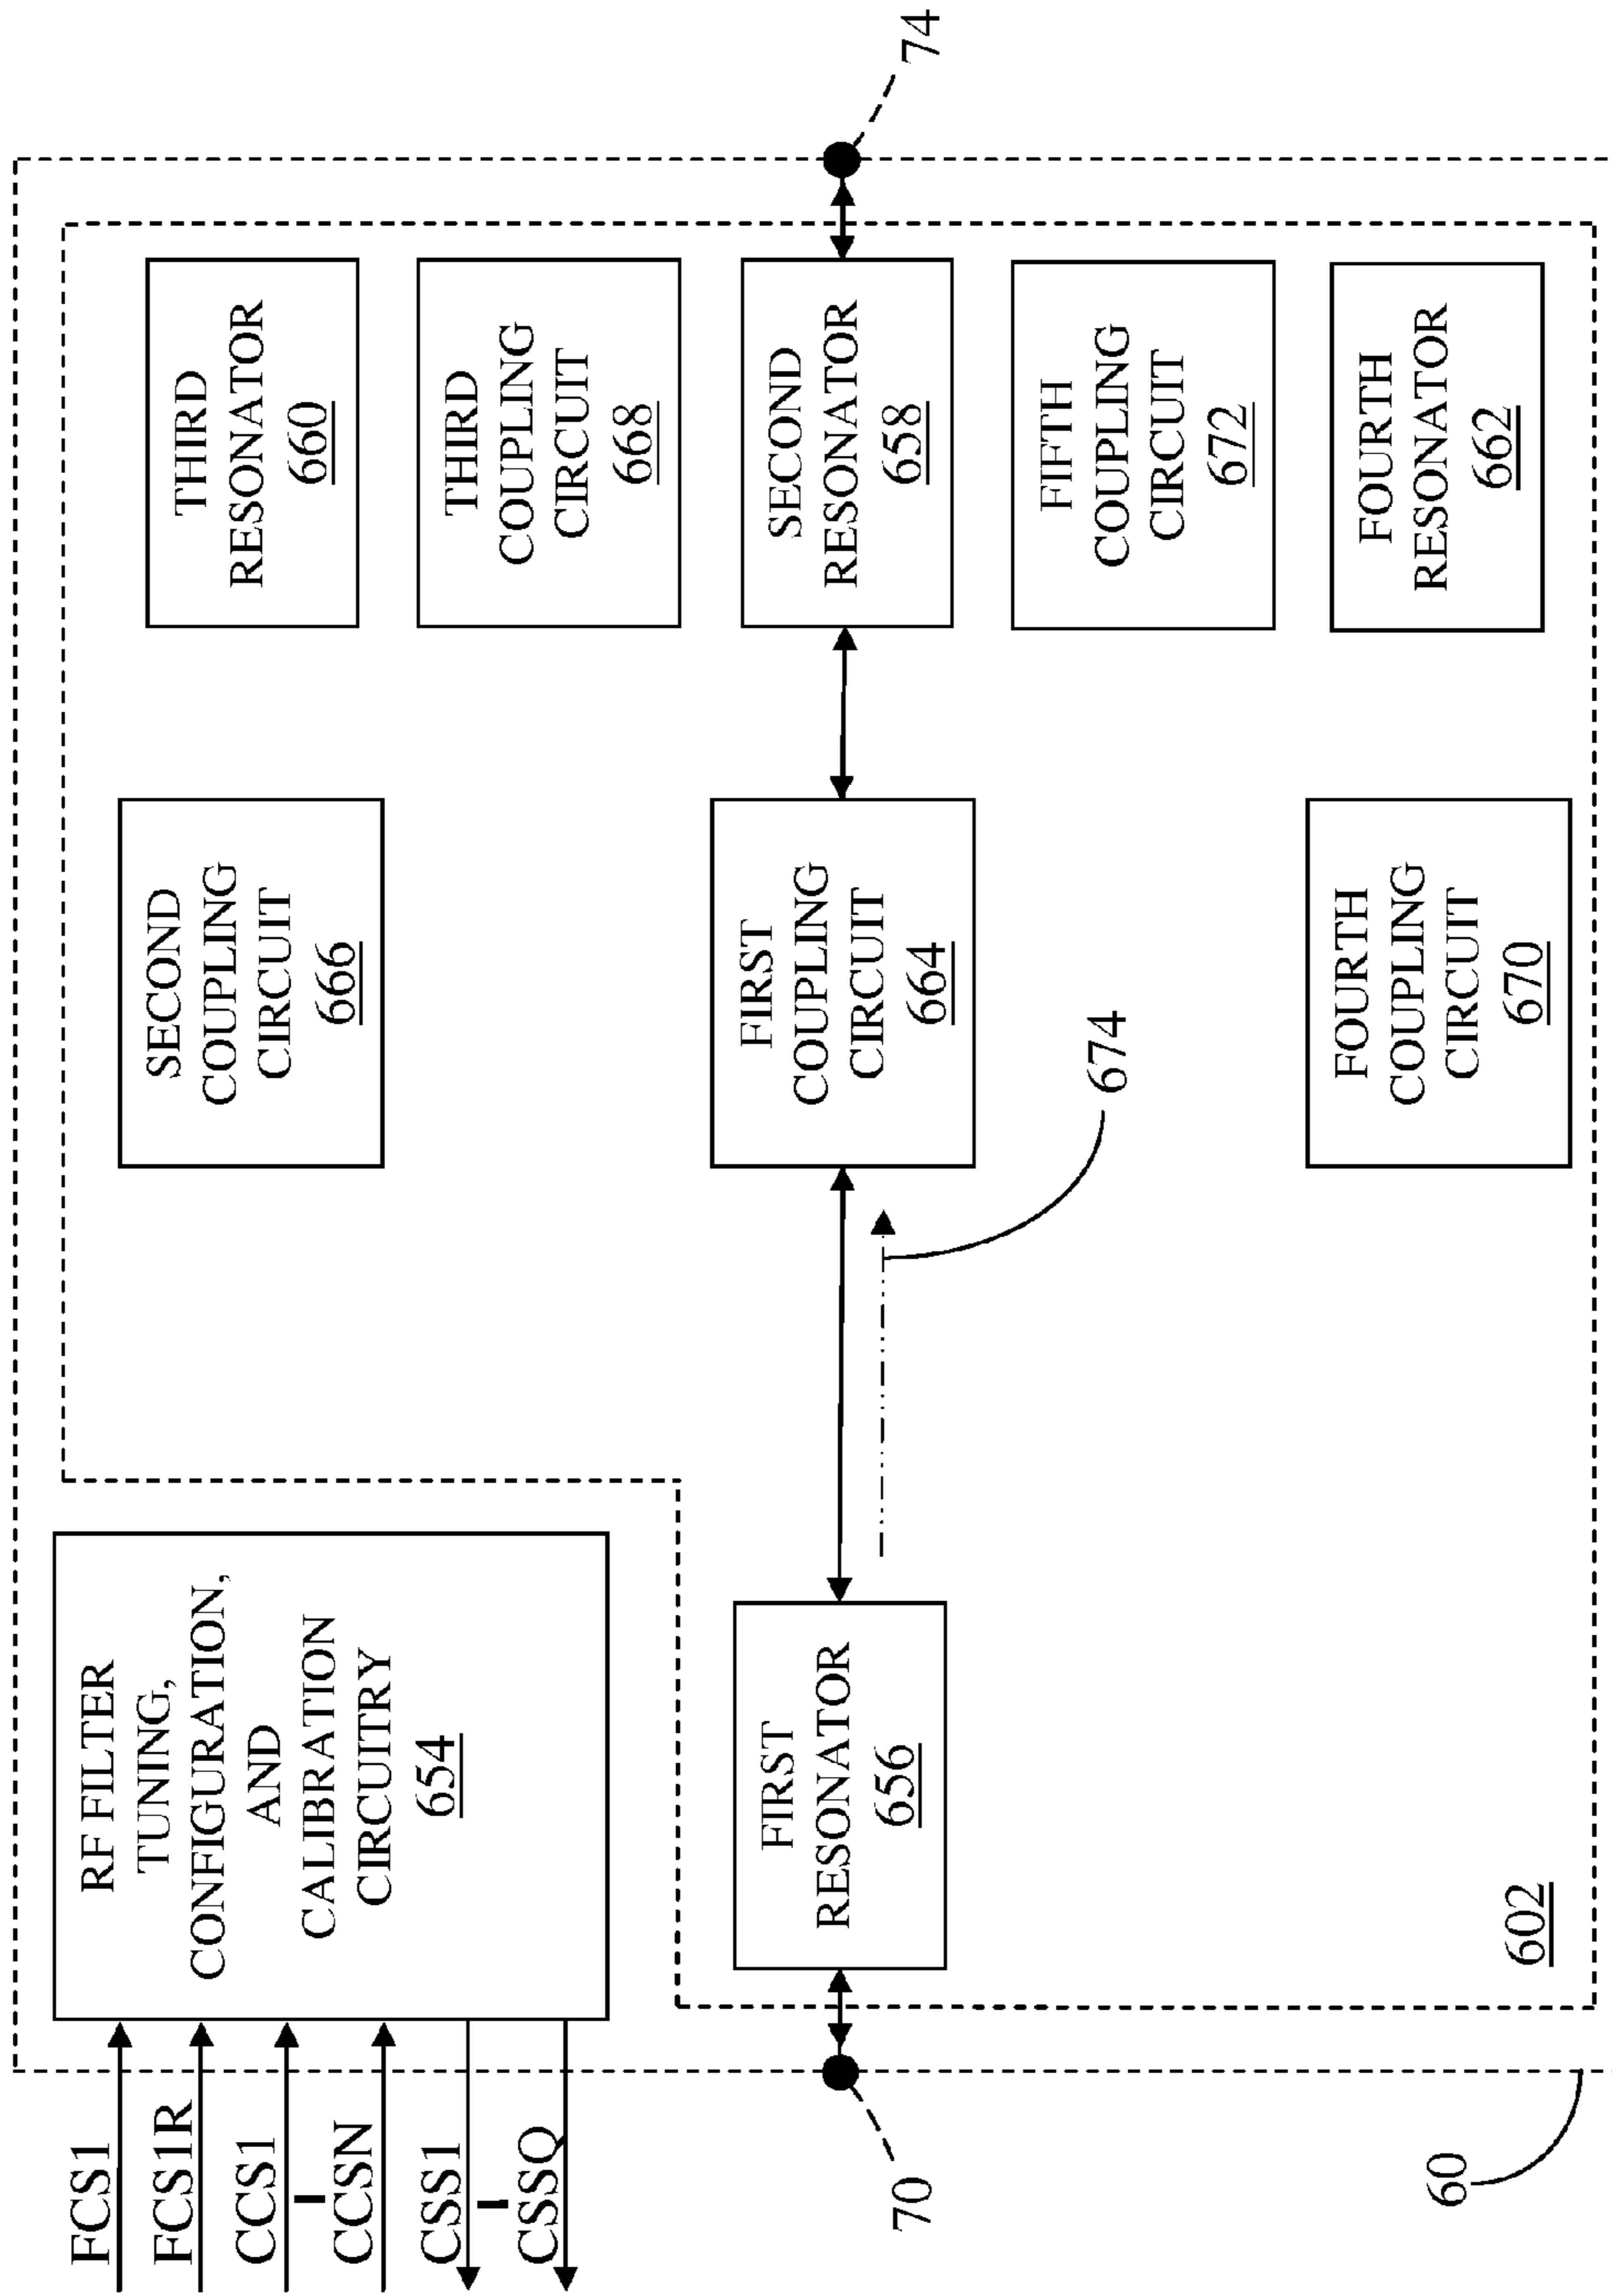 FCS1
FCS1R
CCS1
CCSN
CSS1
CSSQ
RF FILTER
TUNING,
CONFIGURATION,
AND
CALIBRATION
CIRCUITRY
654
SECOND
COUPLING
CIRCUIT
666
THIRD
RESONATOR
660
THIRD
COUPLING
CIRCUIT
668
70
FIRST
RESONATOR
656
FIRST
COUPLING
CIRCUIT
664
SECOND
RESONATOR
658
74
674
FIFTH
COUPLING
CIRCUIT
672
FOURTH
COUPLING
CIRCUIT
670
FOURTH
RESONATOR
662
60
602